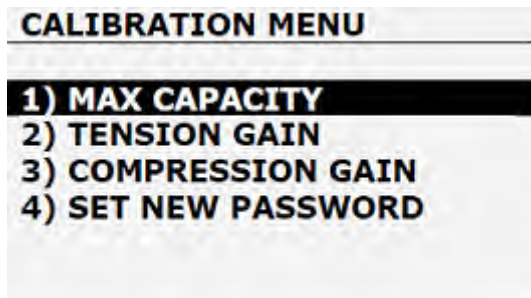 CALIBRATION MENU
1) MAX CAPACITY
2) TENSION GAIN
3) COMPRESSION GAIN
4) SET NEW PASSWORD